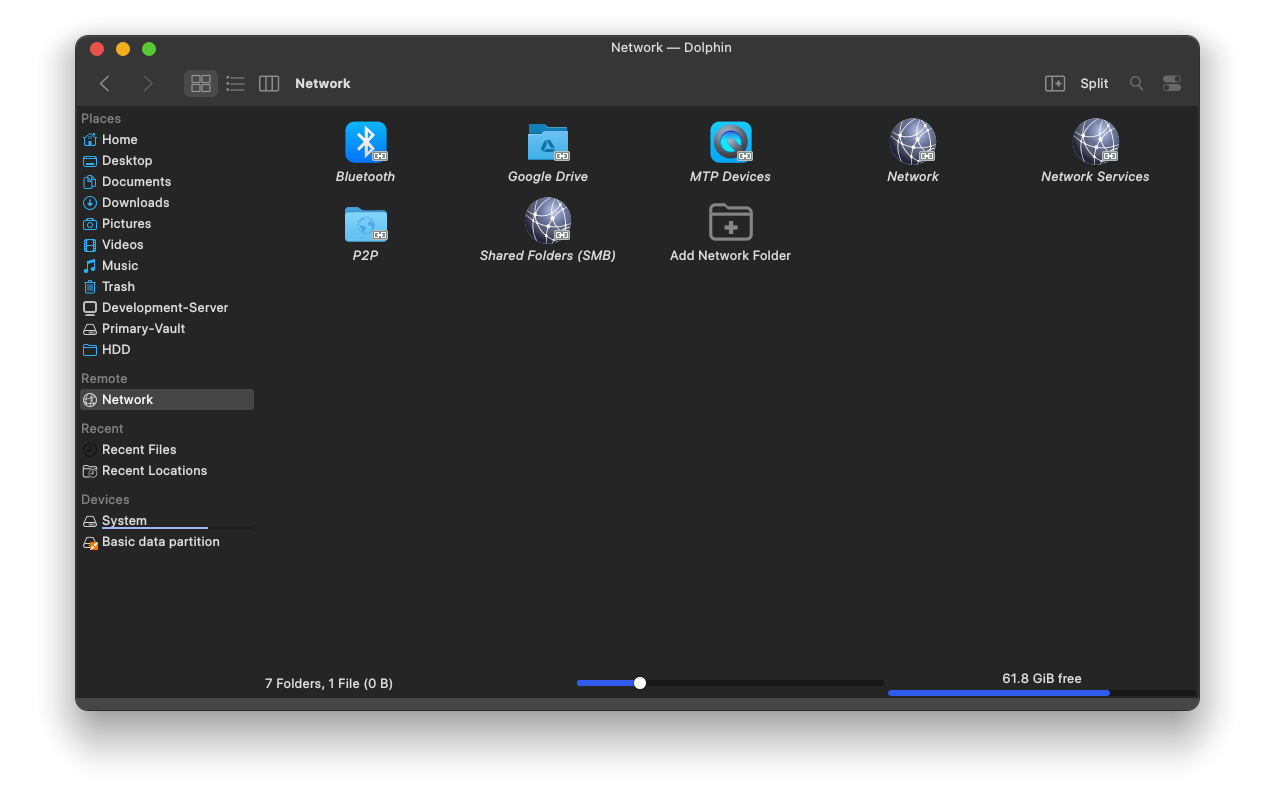 Network — Dolphin
Network
Split
Places
Home
Desktop
Documents
Downloads
Pictures
Videos
Music
Trash
Development-Server
Primary-Vault
HDD
Remote
Network
Recent
Recent Files
Recent Locations
Devices
System
Basic data partition
Bluetooth
Google Drive
MTP Devices
Network
Network Services
P2P
Shared Folders (SMB)
Add Network Folder
7 Folders, 1 File (0 B)
61.8 GiB free